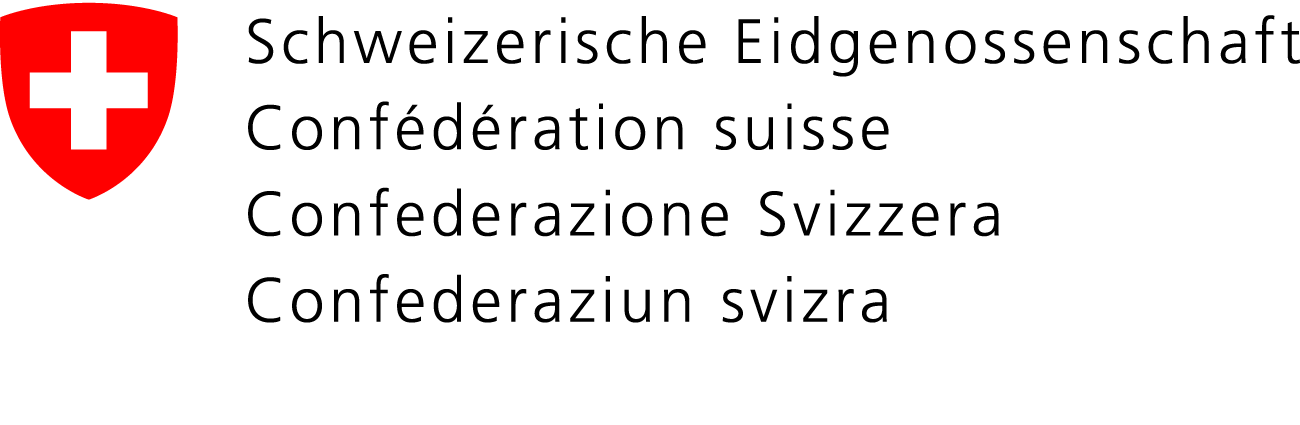 Schweizerische Eidgenossenschaft
Confédération suisse
Confederazione Svizzera
Confederaziun svizra